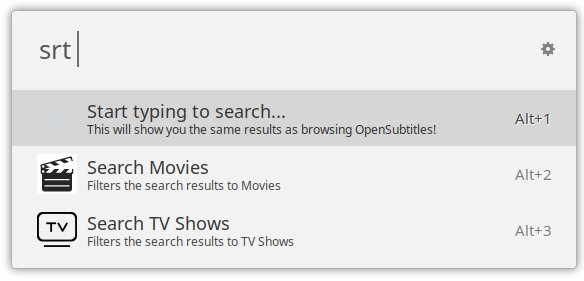 srt
Start typing to search...
This will show you the same results as browsing OpenSubtitles!
Alt+1
Search Movies
Filters the search results to Movies
Alt+2
TV
Search TV Shows
Filters the search results to TV Shows
Alt+3